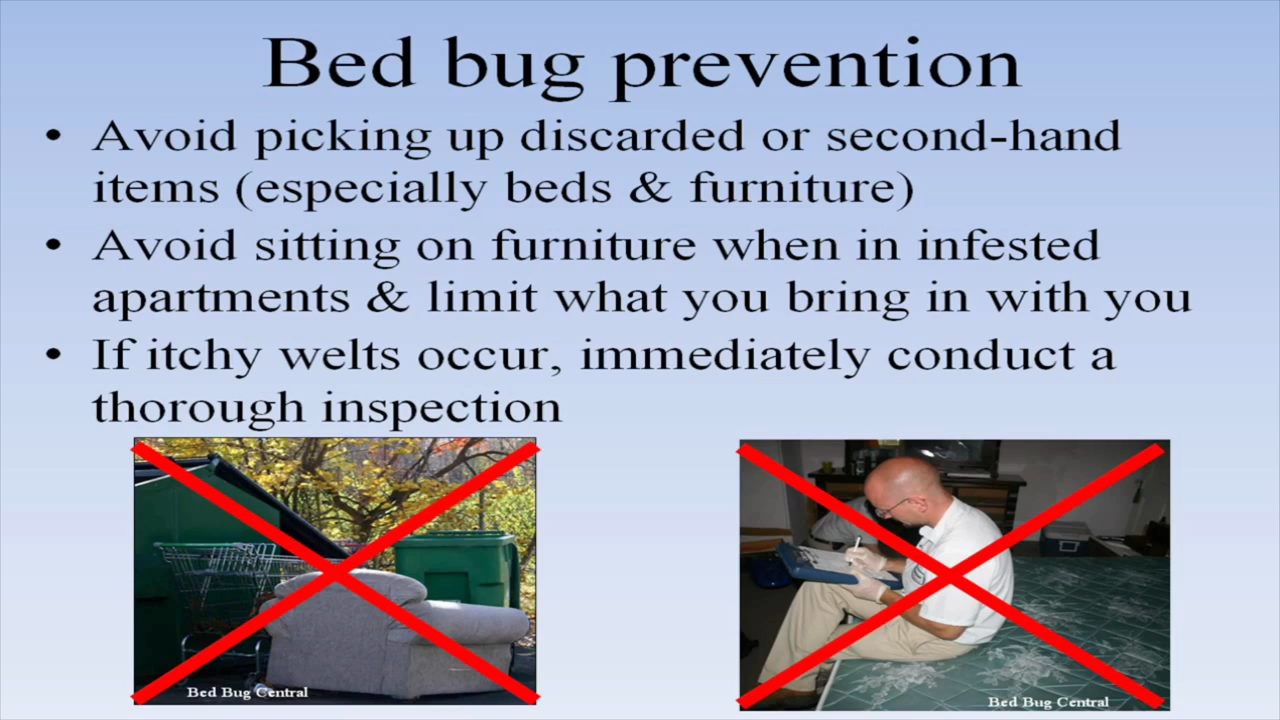 Bed bug prevention
• Avoid picking up discarded or second-hand
items (especially beds & furniture)
• Avoid sitting on furniture when in infested
apartments & limit what you bring in with you
• If itchy welts occur, immediately conduct a
thorough inspection
Bed Bug Central
Bed Bug Central